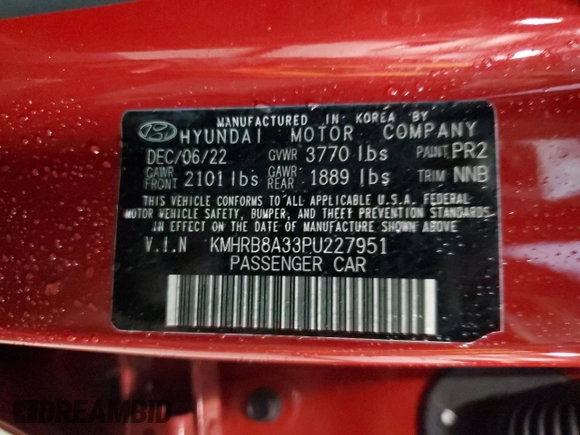 MANUFACTURED IN KOREA BY
HYUNDAI MOTOR COMPANY
DEC/06/22 GVWR 3770 lbs PAINT PR2
GAWR FRONT 2101 lbs GAWR REAR 1889 lbs TRIM NNB
THIS VEHICLE CONFORMS TO ALL APPLICABLE U.S.A. FEDERAL
MOTOR VEHICLE SAFETY, BUMPER, AND THEFT PREVENTION STANDARDS
IN EFFECT ON THE DATE OF MANUFACTURE SHOWN ABOVE
V.I.N KMHRB8A33PU227951
PASSENGER CAR
DREAMBID